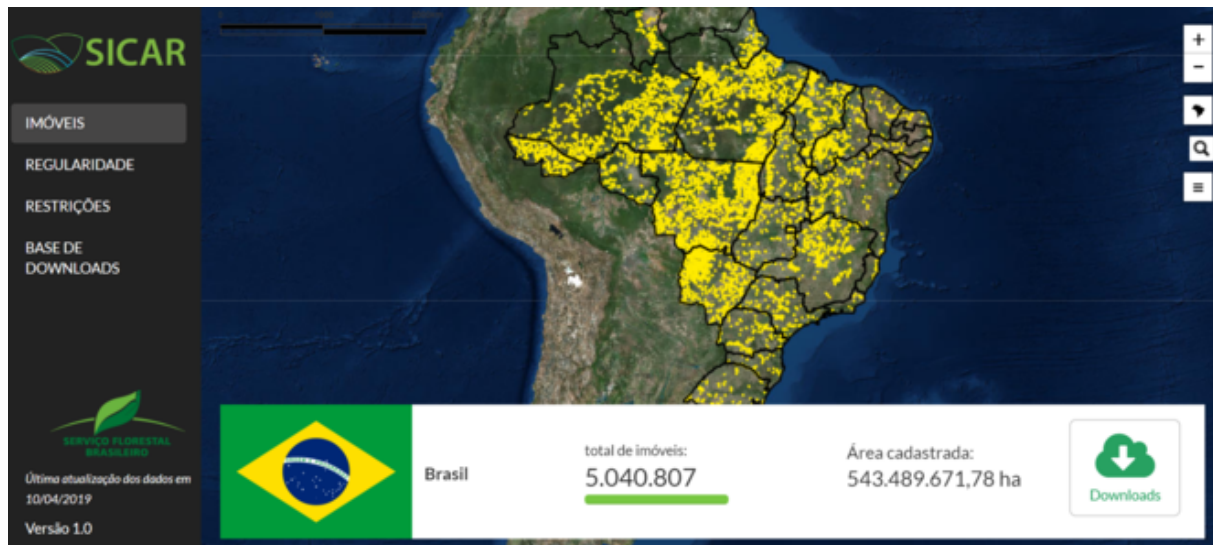 SICAR
IMÓVEIS
REGULARIDADE
RESTRIÇÕES
BASE DE
DOWNLOADS
SERVIÇO FLORESTAL
BRASILEIRO
Última atualização dos dados em
10/04/2019
Versão 1.0
Brasil
total de imóveis:
5.040.807
Área cadastrada:
543.489.671,78 ha
Downloads
+
−